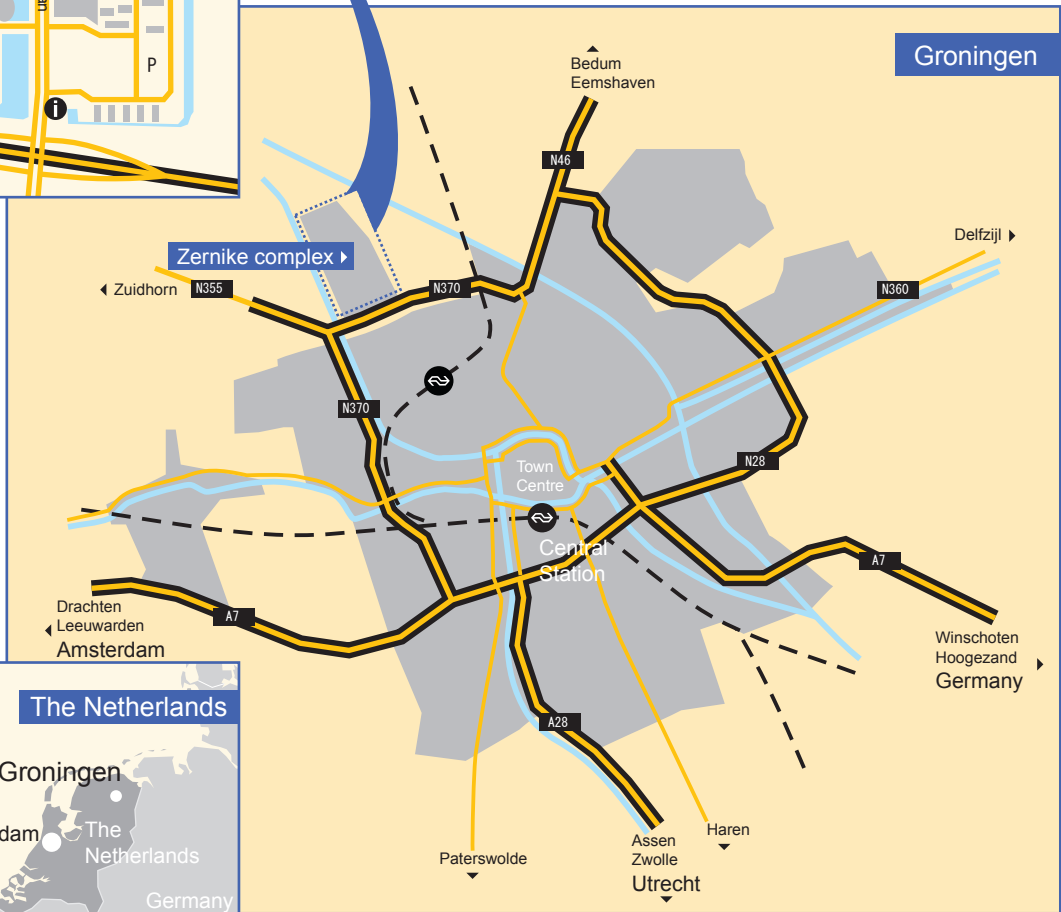 P
i
Groningen
Bedum
Eemshaven
N46
Delfzijl
Zernike complex
Zuidhorn
N355
N370
N360
N370
Town
Centre
N28
Central
Station
A7
A7
Drachten
Leeuwarden
Amsterdam
Winschoten
Hoogezand
Germany
A28
The Netherlands
Groningen
dam
The
Netherlands
Germany
Paterswolde
Haren
Assen
Zwolle
Utrecht